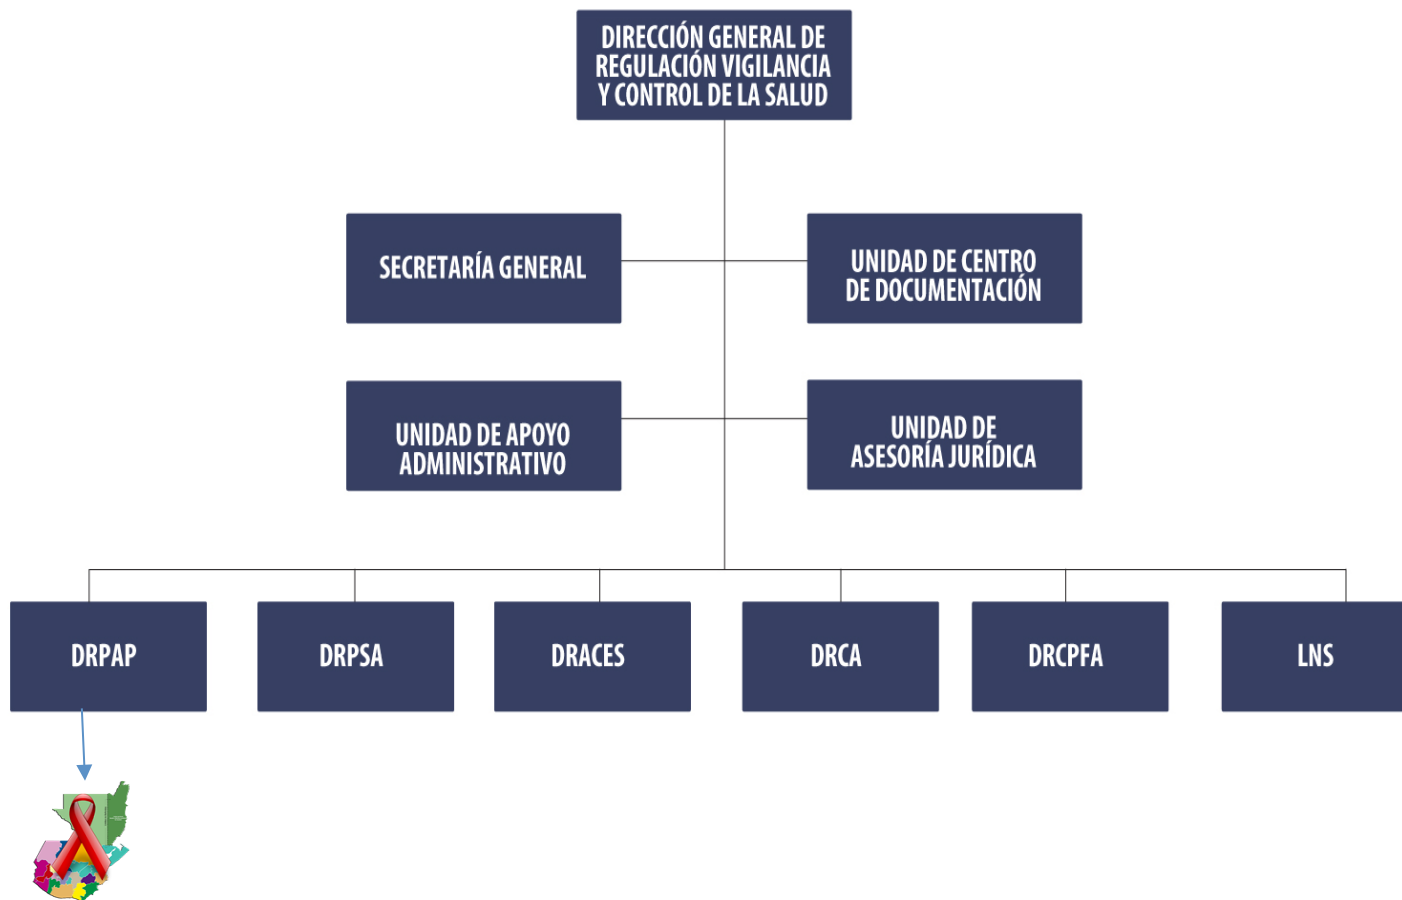 DIRECCIÓN GENERAL DE
REGULACIÓN VIGILANCIA
Y CONTROL DE LA SALUD
SECRETARÍA GENERAL
UNIDAD DE CENTRO
DE DOCUMENTACIÓN
UNIDAD DE APOYO
ADMINISTRATIVO
UNIDAD DE
ASESORÍA JURÍDICA
DRPAP
DRPSA
DRACES
DRCA
DRCPFA
LNS